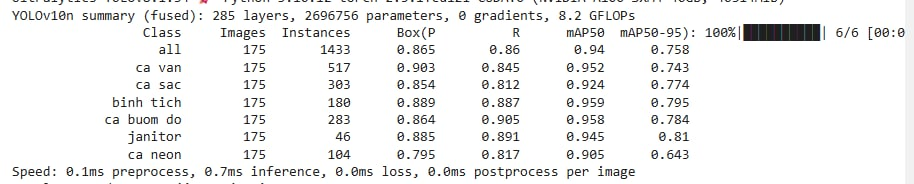 YOLOv10n summary (fused): 285 layers, 2696756 parameters, 0 gradients, 8.2 GFLOPs
Class Images Instances Box(P R mAP50 mAP50-95): 100%|██████████| 6/6 [00:0
all 175 1433 0.865 0.86 0.94 0.758
ca van 175 517 0.903 0.845 0.952 0.743
ca sac 175 303 0.854 0.812 0.924 0.774
binh tich 175 180 0.889 0.887 0.959 0.795
ca buom do 175 283 0.864 0.905 0.958 0.784
janitor 175 46 0.885 0.891 0.945 0.81
ca neon 175 104 0.795 0.817 0.905 0.643
Speed: 0.1ms preprocess, 0.7ms inference, 0.0ms loss, 0.0ms postprocess per image